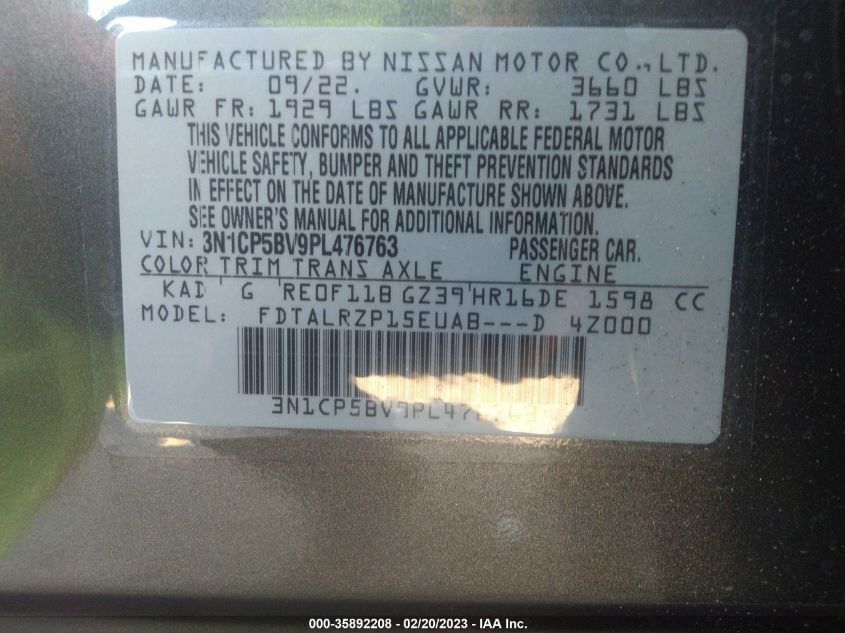 MANUFACTURED BY NISSAN MOTOR CO., LTD.
DATE: 09/22. GVWR: 3660 LBS
GAWR FR: 1929 LBS GAWR RR: 1731 LBS
THIS VEHICLE CONFORMS TO ALL APPLICABLE FEDERAL MOTOR
VEHICLE SAFETY, BUMPER AND THEFT PREVENTION STANDARDS
IN EFFECT ON THE DATE OF MANUFACTURE SHOWN ABOVE.
SEE OWNER'S MANUAL FOR ADDITIONAL INFORMATION.
VIN: 3N1CP5BV9PL476763 PASSENGER CAR.
COLOR TRIM TRANS AXLE ENGINE
KAD G RE0F11B GZ39 HR16DE 1598 CC
MODEL: FDTALRZP15EUAB---D 4Z000
3N1CP5BV9PL476763
000-35892208 - 02/20/2023 - IAA Inc.